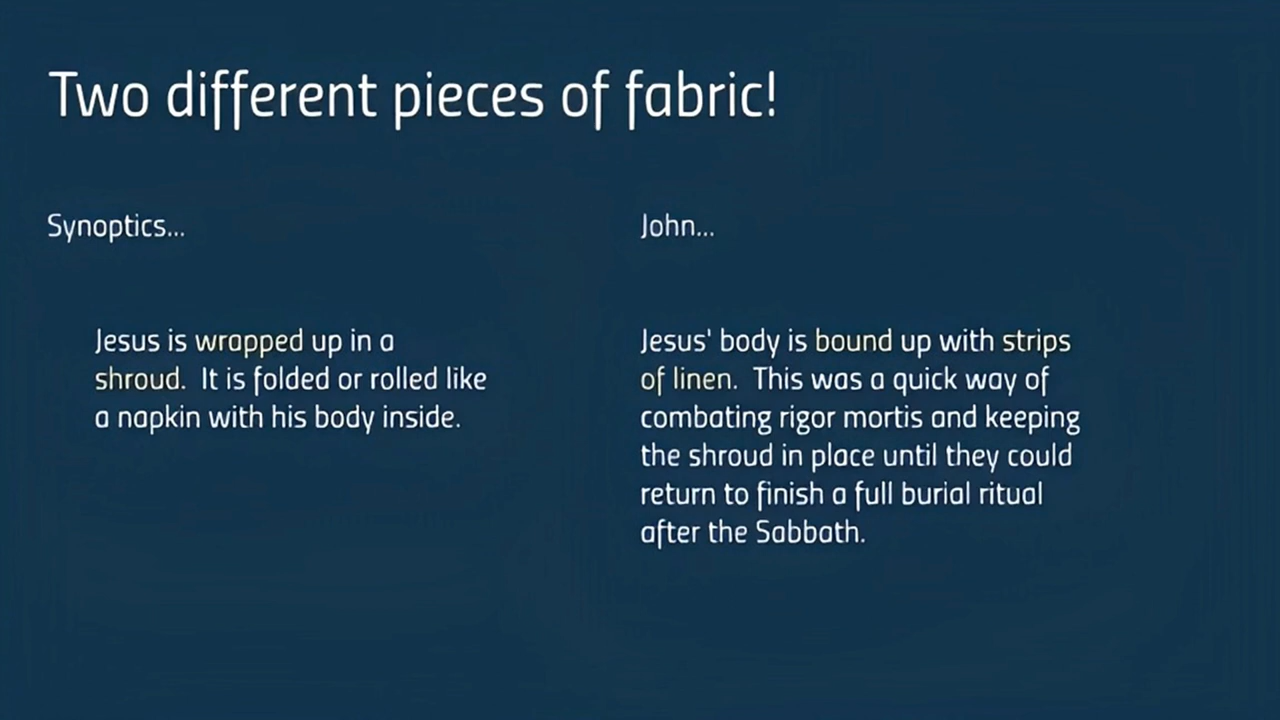 Two different pieces of fabric!
Synoptics...
Jesus is wrapped up in a
shroud. It is folded or rolled like
a napkin with his body inside.
John...
Jesus' body is bound up with strips
of linen. This was a quick way of
combating rigor mortis and keeping
the shroud in place until they could
return to finish a full burial ritual
after the Sabbath.